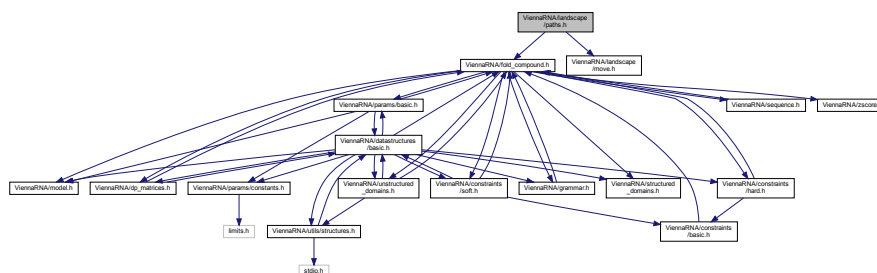 ViennaRNA/landscape
/paths.h
ViennaRNA/fold_compound.h
ViennaRNA/landscape
/move.h
ViennaRNA/params/basic.h
ViennaRNA/sequence.h
ViennaRNA/zscore
ViennaRNA/datastructures
/basic.h
ViennaRNA/model.h
ViennaRNA/dp_matrices.h
ViennaRNA/params/constants.h
ViennaRNA/unstructured
_domains.h
ViennaRNA/constraints
/soft.h
ViennaRNA/grammar.h
ViennaRNA/structured
_domains.h
ViennaRNA/constraints
/hard.h
limits.h
ViennaRNA/utils/structures.h
ViennaRNA/constraints
/basic.h
stdio.h